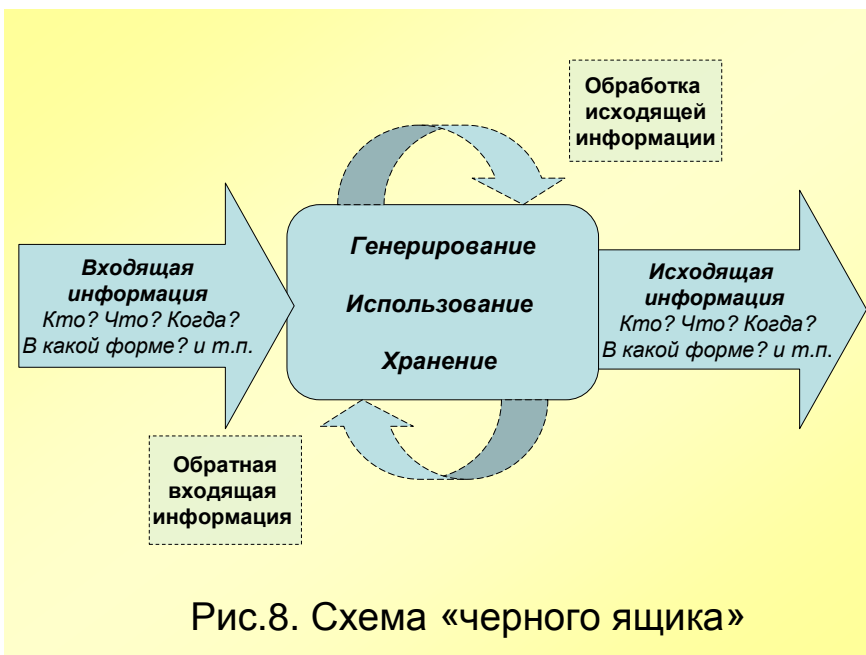 Обработка
исходящей
информации
Входящая
информация
Кто? Что? Когда?
В какой форме? и т.п.
Генерирование
Использование
Хранение
Исходящая
информация
Кто? Что? Когда?
В какой форме? и т.п.
Обратная
входящая
информация
Рис.8. Схема «черного ящика»